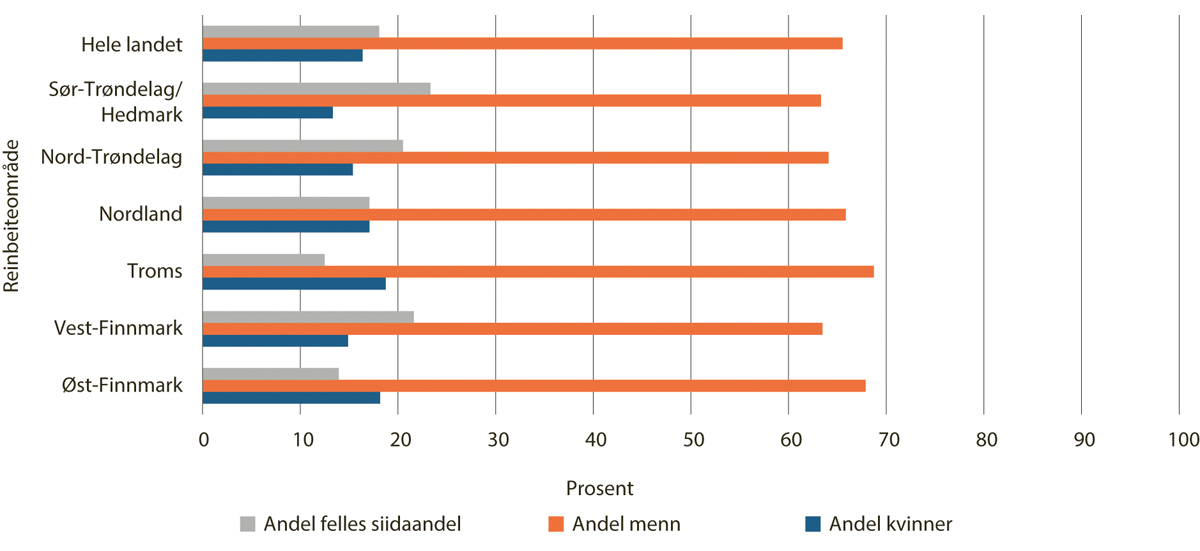 Reinbeiteområde
Hele landet
Sør-Trøndelag/
Hedmark
Nord-Trøndelag
Nordland
Troms
Vest-Finnmark
Øst-Finnmark
0 10 20 30 40 50 60 70 80 90 100
Prosent
Andel felles siidaandel Andel menn Andel kvinner